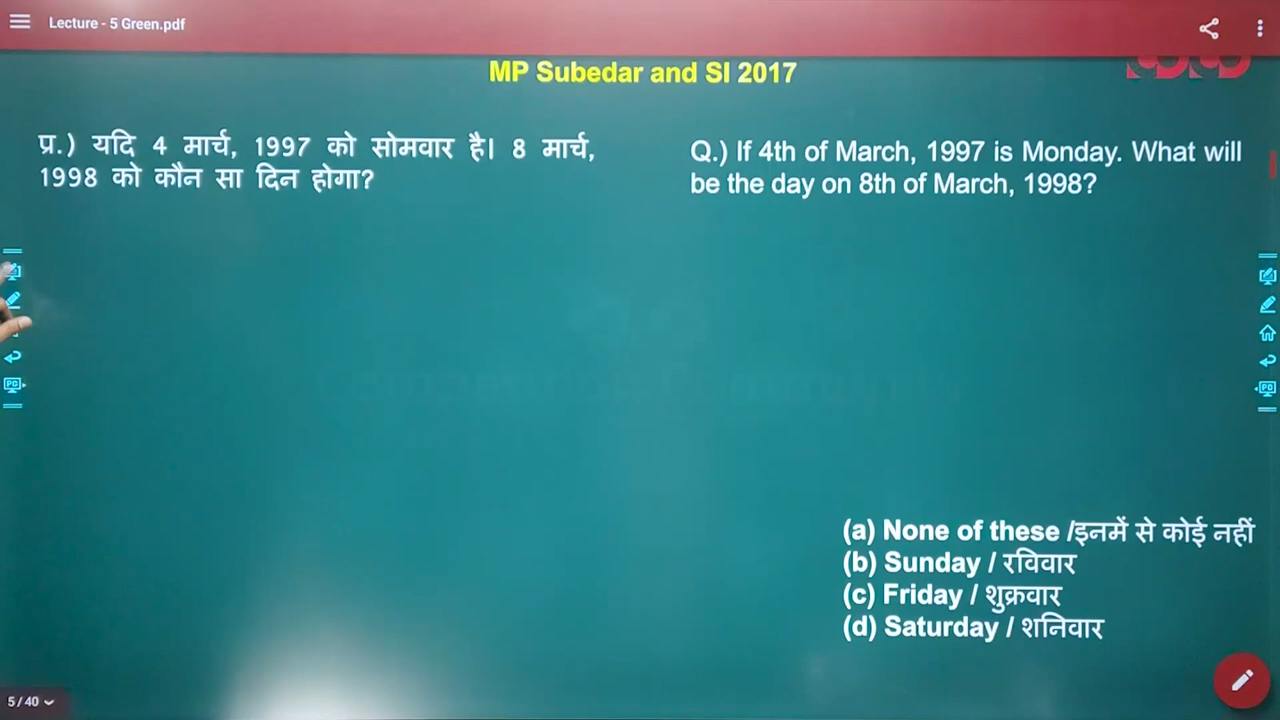 Lecture - 5 Green.pdf
MP Subedar and SI 2017
प्र.) यदि 4 मार्च, 1997 को सोमवार है। 8 मार्च,
1998 को कौन सा दिन होगा?
Q.) If 4th of March, 1997 is Monday. What will
be the day on 8th of March, 1998?
(a) None of these /इनमें से कोई नहीं
(b) Sunday / रविवार
(c) Friday / शुक्रवार
(d) Saturday / शनिवार
5 / 40